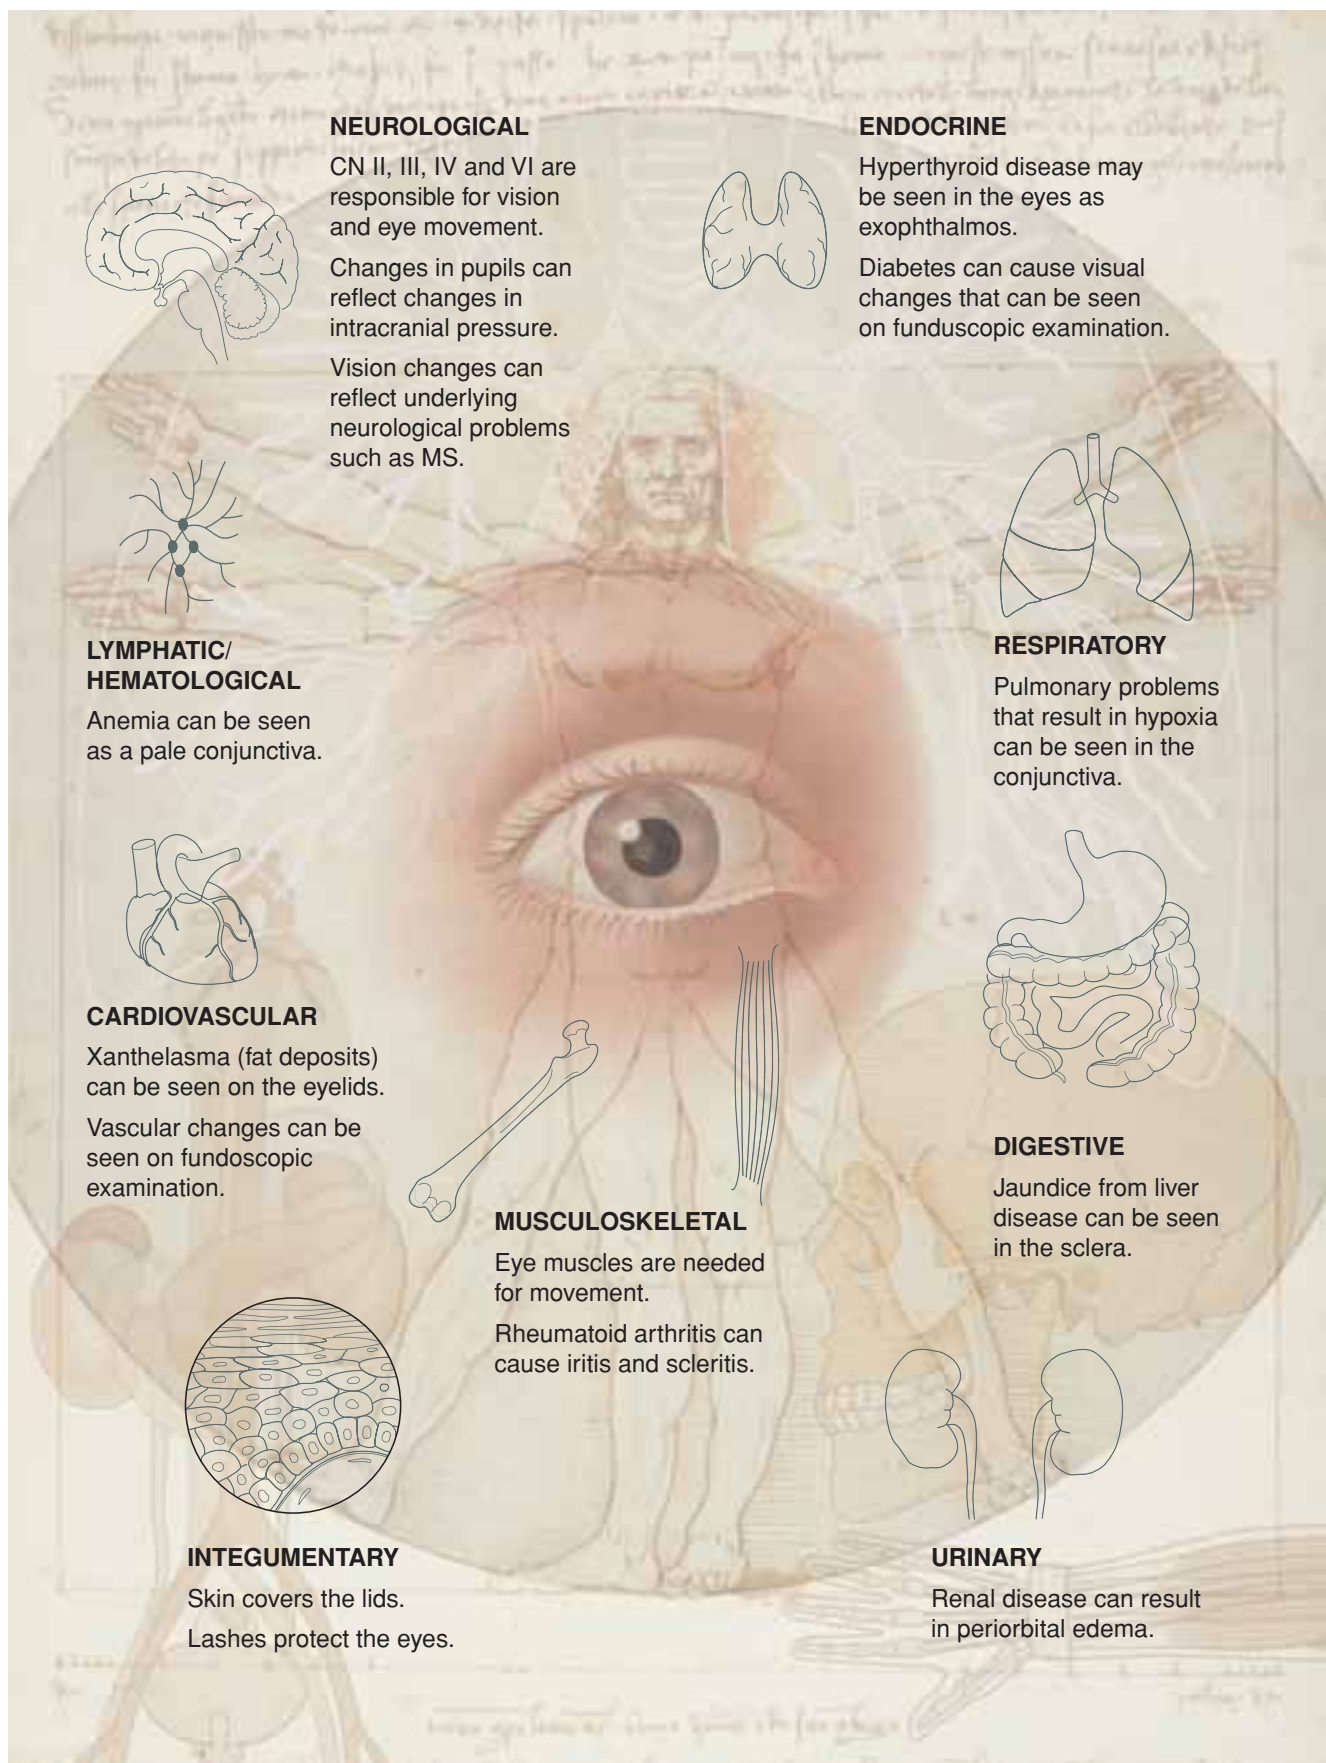 NEUROLOGICAL
CN II, III, IV and VI are
responsible for vision
and eye movement.
Changes in pupils can
reflect changes in
intracranial pressure.
Vision changes can
reflect underlying
neurological problems
such as MS.
ENDOCRINE
Hyperthyroid disease may
be seen in the eyes as
exophthalmos.
Diabetes can cause visual
changes that can be seen
on funduscopic examination.
LYMPHATIC/
HEMATOLOGICAL
Anemia can be seen
as a pale conjunctiva.
RESPIRATORY
Pulmonary problems
that result in hypoxia
can be seen in the
conjunctiva.
CARDIOVASCULAR
Xanthelasma (fat deposits)
can be seen on the eyelids.
Vascular changes can be
seen on fundoscopic
examination.
MUSCULOSKELETAL
Eye muscles are needed
for movement.
Rheumatoid arthritis can
cause iritis and scleritis.
DIGESTIVE
Jaundice from liver
disease can be seen
in the sclera.
INTEGUMENTARY
Skin covers the lids.
Lashes protect the eyes.
URINARY
Renal disease can result
in periorbital edema.